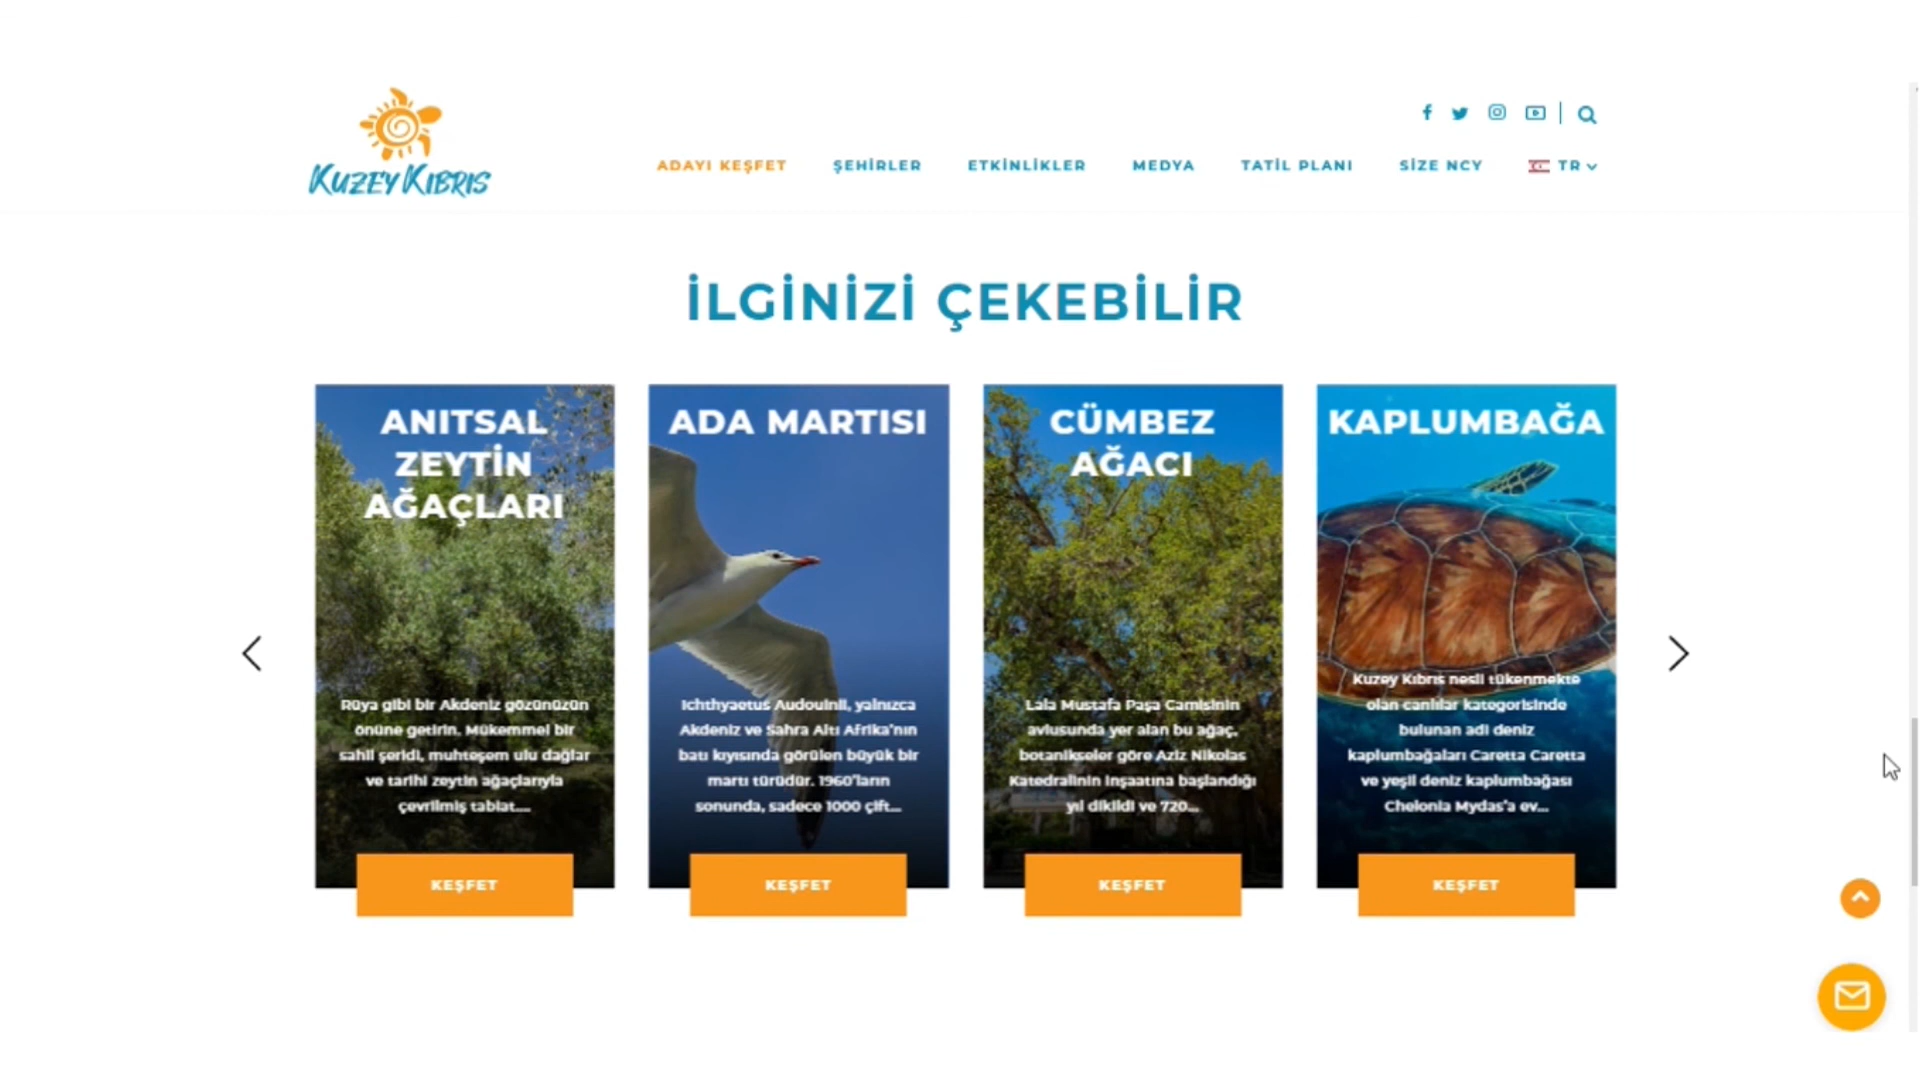 KUZEY KIBRIS
ADAYI KEŞFET ŞEHİRLER ETKİNLİKLER MEDYA TATİL PLANI SİZE NCY TR
İLGİNİZİ ÇEKEBİLİR
ANITSAL
ZEYTİN
AĞAÇLARI
Rüya gibi bir Akdeniz gözünüzün
önüne getirin. Mükemmel bir
sahil şeridi, muhteşem ulu dağlar
ve tarihi zeytin ağaçlarıyla
çevrilmiş tabiat....
KEŞFET
ADA MARTISI
Ichthyaetus Audouinii, yalnızca
Akdeniz ve Sahra Altı Afrika'nın
batı kıyısında görülen büyük bir
martı türüdür. 1960'ların
sonunda, sadece 1000 çift...
KEŞFET
CÜMBEZ
AĞACI
Lala Mustafa Paşa Camisinin
avlusunda yer alan bu ağaç,
botanikseler göre Aziz Nikolas
Katedralinin inşaatına başlandığı
yıl dikildi ve 720...
KEŞFET
KAPLUMBAĞA
Kuzey Kıbrıs nesli tükenmekte
olan canlılar kategorisinde
bulunan adi deniz
kaplumbağaları Caretta Caretta
ve yeşil deniz kaplumbağası
Chelonia Mydas'a ev...
KEŞFET